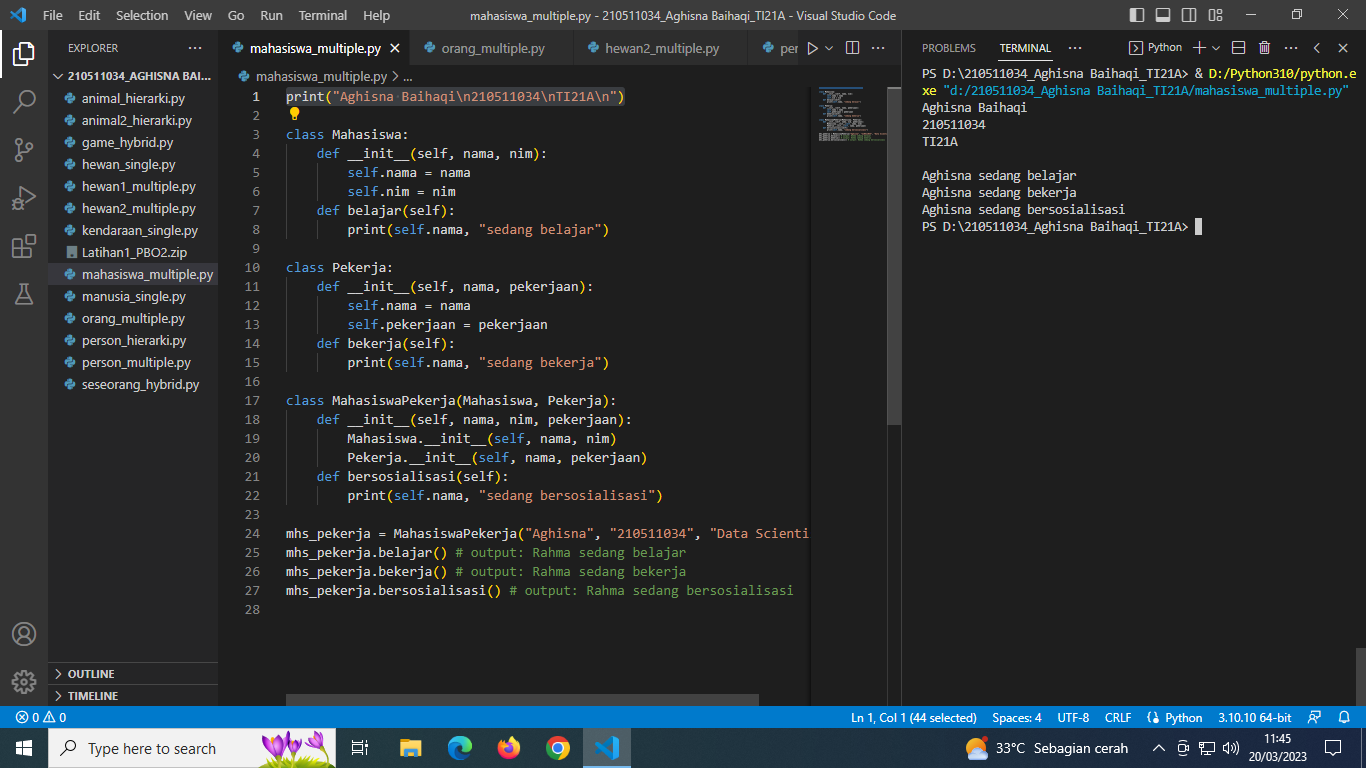 File Edit Selection View Go Run Terminal Help
mahasiswa_multiple.py - 210511034_Aghisna Baihaqi_TI21A - Visual Studio Code
EXPLORER
210511034_AGHISNA BAI...
animal_hierarki.py
animal2_hierarki.py
game_hybrid.py
hewan_single.py
hewan1_multiple.py
hewan2_multiple.py
kendaraan_single.py
Latihan1_PBO2.zip
mahasiswa_multiple.py
manusia_single.py
orang_multiple.py
person_hierarki.py
person_multiple.py
seseorang_hybrid.py
OUTLINE
TIMELINE
mahasiswa_multiple.py orang_multiple.py hewan2_multiple.py per
mahasiswa_multiple.py > ...
1 print("Aghisna Baihaqi\n210511034\nTI21A\n")
2
3 class Mahasiswa:
4     def __init__(self, nama, nim):
5         self.nama = nama
6         self.nim = nim
7     def belajar(self):
8         print(self.nama, "sedang belajar")
9
10 class Pekerja:
11     def __init__(self, nama, pekerjaan):
12         self.nama = nama
13         self.pekerjaan = pekerjaan
14     def bekerja(self):
15         print(self.nama, "sedang bekerja")
16
17 class MahasiswaPekerja(Mahasiswa, Pekerja):
18     def __init__(self, nama, nim, pekerjaan):
19         Mahasiswa.__init__(self, nama, nim)
20         Pekerja.__init__(self, nama, pekerjaan)
21     def bersosialisasi(self):
22         print(self.nama, "sedang bersosialisasi")
23
24 mhs_pekerja = MahasiswaPekerja("Aghisna", "210511034", "Data Scienti
25 mhs_pekerja.belajar() # output: Rahma sedang belajar
26 mhs_pekerja.bekerja() # output: Rahma sedang bekerja
27 mhs_pekerja.bersosialisasi() # output: Rahma sedang bersosialisasi
28
PROBLEMS TERMINAL ... Python
PS D:\210511034_Aghisna Baihaqi_TI21A> & D:/Python310/python.e
xe "d:/210511034_Aghisna Baihaqi_TI21A/mahasiswa_multiple.py"
Aghisna Baihaqi
210511034
TI21A
Aghisna sedang belajar
Aghisna sedang bekerja
Aghisna sedang bersosialisasi
PS D:\210511034_Aghisna Baihaqi_TI21A>
0 0 Ln 1, Col 1 (44 selected) Spaces: 4 UTF-8 CRLF Python 3.10.10 64-bit
Type here to search
33°C Sebagian cerah
11:45
20/03/2023